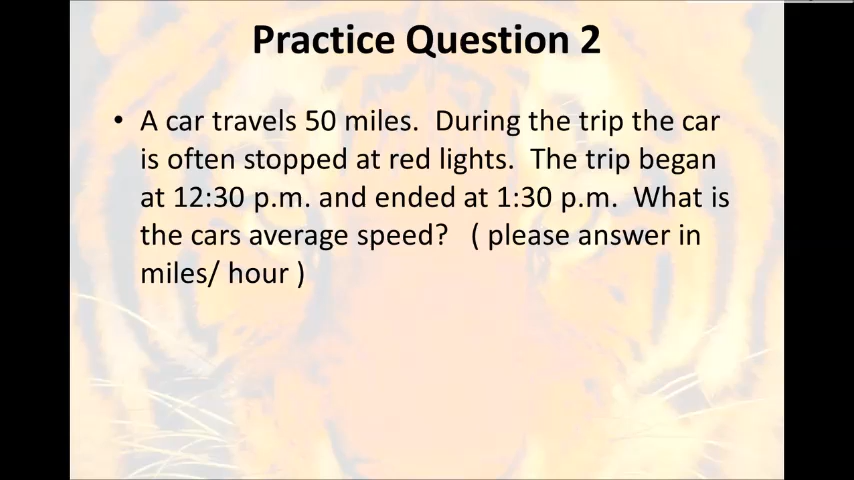 Practice Question 2
• A car travels 50 miles.  During the trip the car
is often stopped at red lights.  The trip began
at 12:30 p.m. and ended at 1:30 p.m.  What is
the cars average speed?   ( please answer in
miles/ hour )